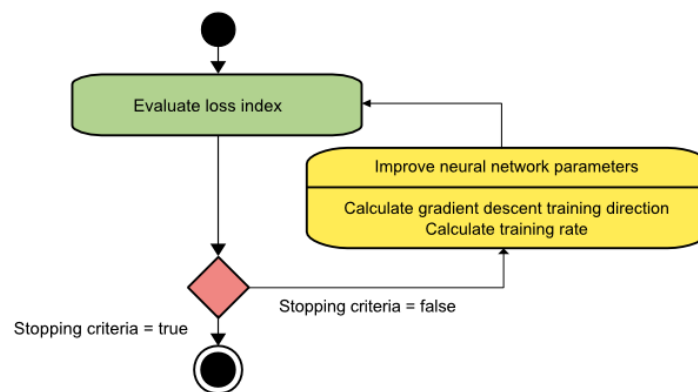 Evaluate loss index
Improve neural network parameters
Calculate gradient descent training direction
Calculate training rate
Stopping criteria = false
Stopping criteria = true